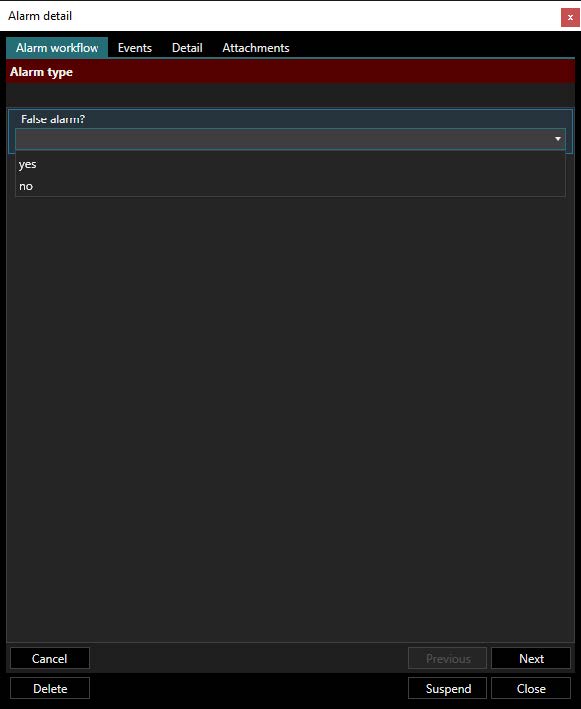 Alarm detail
x
Alarm workflow Events Detail Attachments
Alarm type
False alarm?
yes
no
Cancel Previous Next
Delete Suspend Close